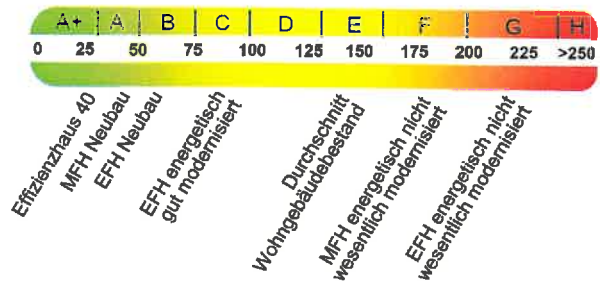 A+ A B C D E F G H
0 25 50 75 100 125 150 175 200 225 >250
Effizienzhaus 40
MFH Neubau
EFH Neubau
EFH energetisch
gut modernisiert
Durchschnitt
Wohngebäudebestand
MFH energetisch nicht
wesentlich modernisiert
EFH energetisch nicht
wesentlich modernisiert